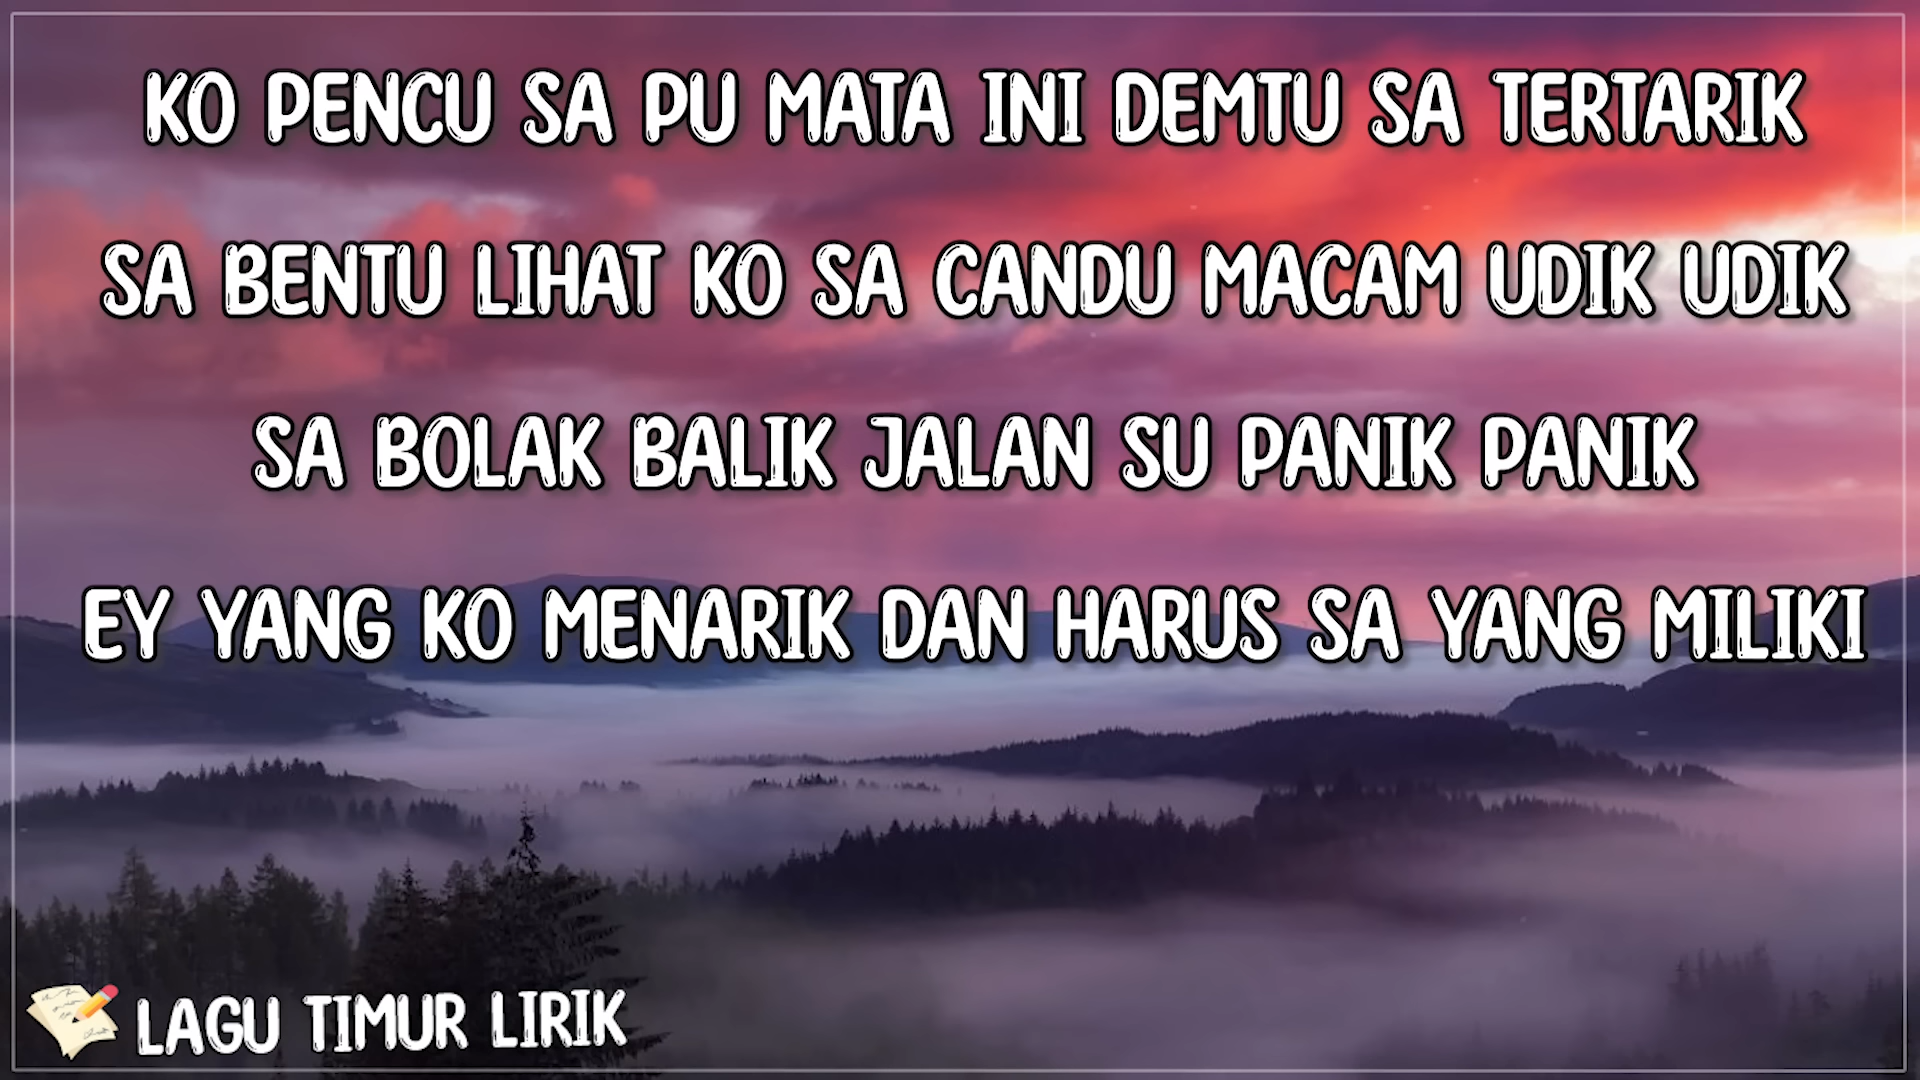 KO PENCU SA PU MATA INI DEMTU SA TERTARIK
SA BENTU LIHAT KO SA CANDU MACAM UDIK UDIK
SA BOLAK BALIK JALAN SU PANIK PANIK
EY YANG KO MENARIK DAN HARUS SA YANG MILIKI
LAGU TIMUR LIRIK